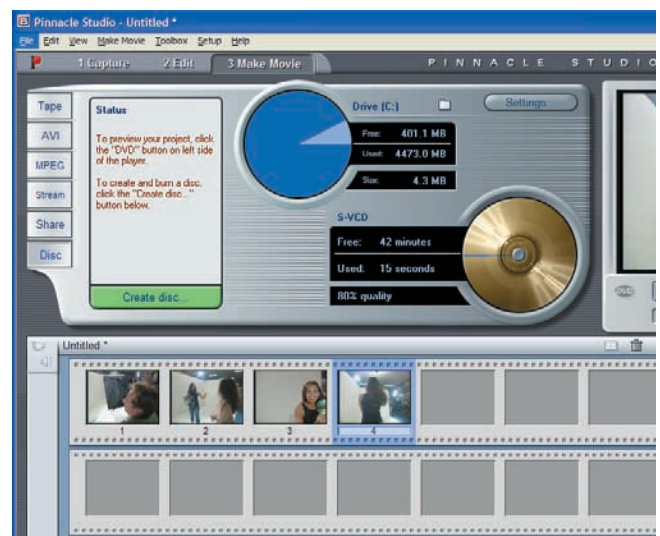 Pinnacle Studio - Untitled *
File Edit View Make Movie Toolbox Setup Help
1 Capture 2 Edit 3 Make Movie PINNACLE STUDIO
Tape
AVI
MPEG
Stream
Share
Disc
Status
To preview your project, click
the "DVD" button on left side
of the player.
To create and burn a disc,
click the "Create disc..."
button below.
Create disc...
Drive (C:)
Settings
Free: 401.1 MB
Used: 4473.0 MB
Size: 4.3 MB
S-VCD
Free: 42 minutes
Used: 15 seconds
80% quality
DVD
Untitled *
1 2 3 4